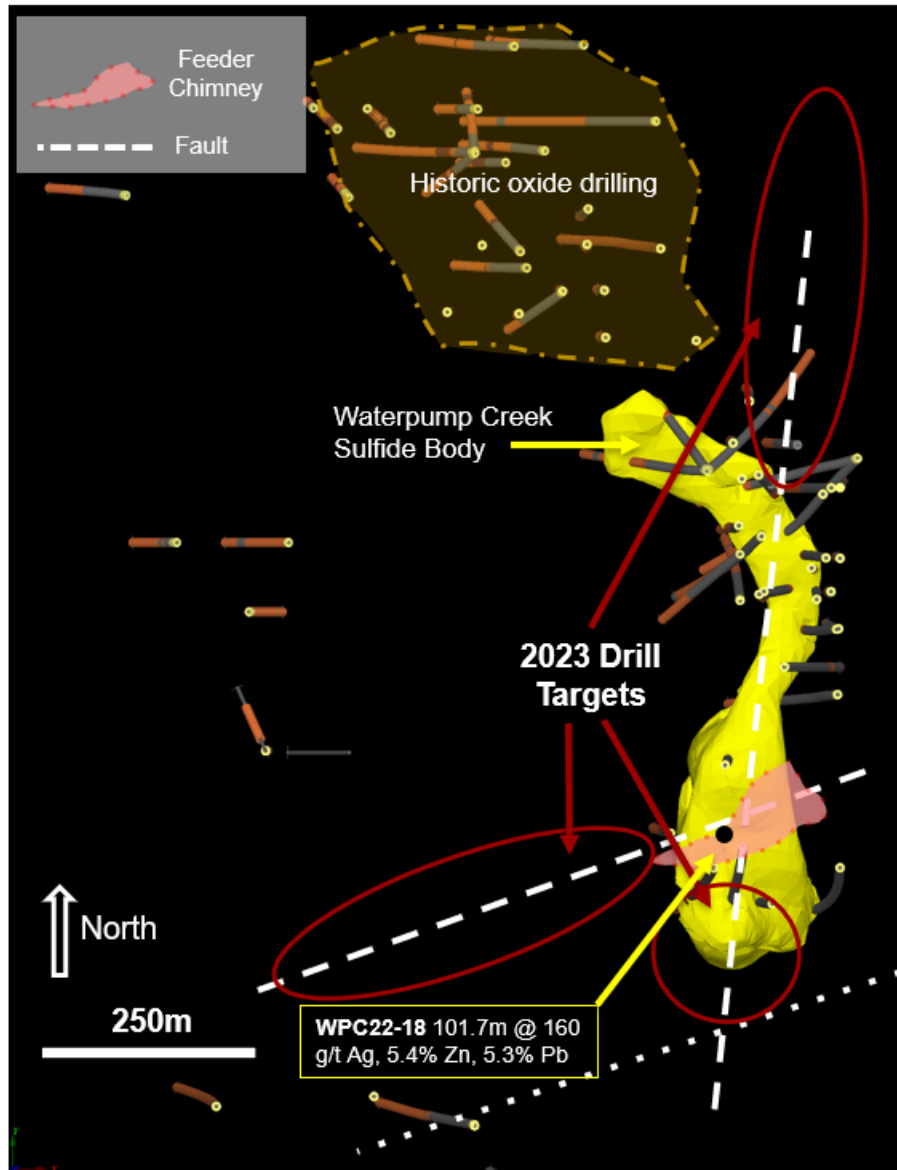 Feeder
Chimney
Fault
Historic oxide drilling
Waterpump Creek
Sulfide Body
2023 Drill
Targets
North
250m
WPC22-18 101.7m @ 160
g/t Ag, 5.4% Zn, 5.3% Pb